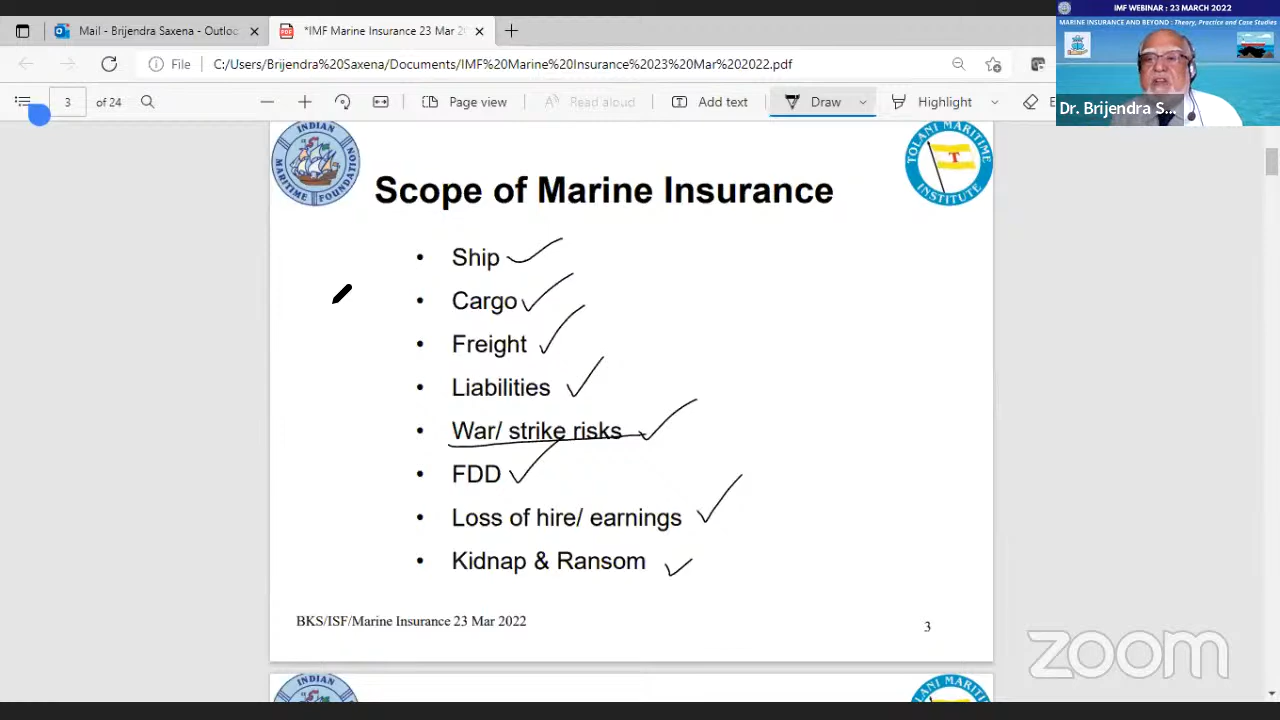 Mail - Brijendra Saxena - Outloc
*IMF Marine Insurance 23 Mar 2(
IMF WEBINAR : 23 MARCH 2022
MARINE INSURANCE AND BEYOND : Theory, Practice and Case Studies
File
C:/Users/Brijendra%20Saxena/Documents/IMF%20Marine%20Insurance%2023%20Mar%202022.pdf
3 of 24
Page view
Read aloud
Add text
Draw
Highlight
Dr. Brijendra S...
INDIAN MARITIME FOUNDATION
TOLANI MARITIME INSTITUTE
T
Scope of Marine Insurance
• Ship
• Cargo
• Freight
• Liabilities
• War/ strike risks
• FDD
• Loss of hire/ earnings
• Kidnap & Ransom
BKS/ISF/Marine Insurance 23 Mar 2022
3
zoom
INDIAN
TOLANI MARITIME